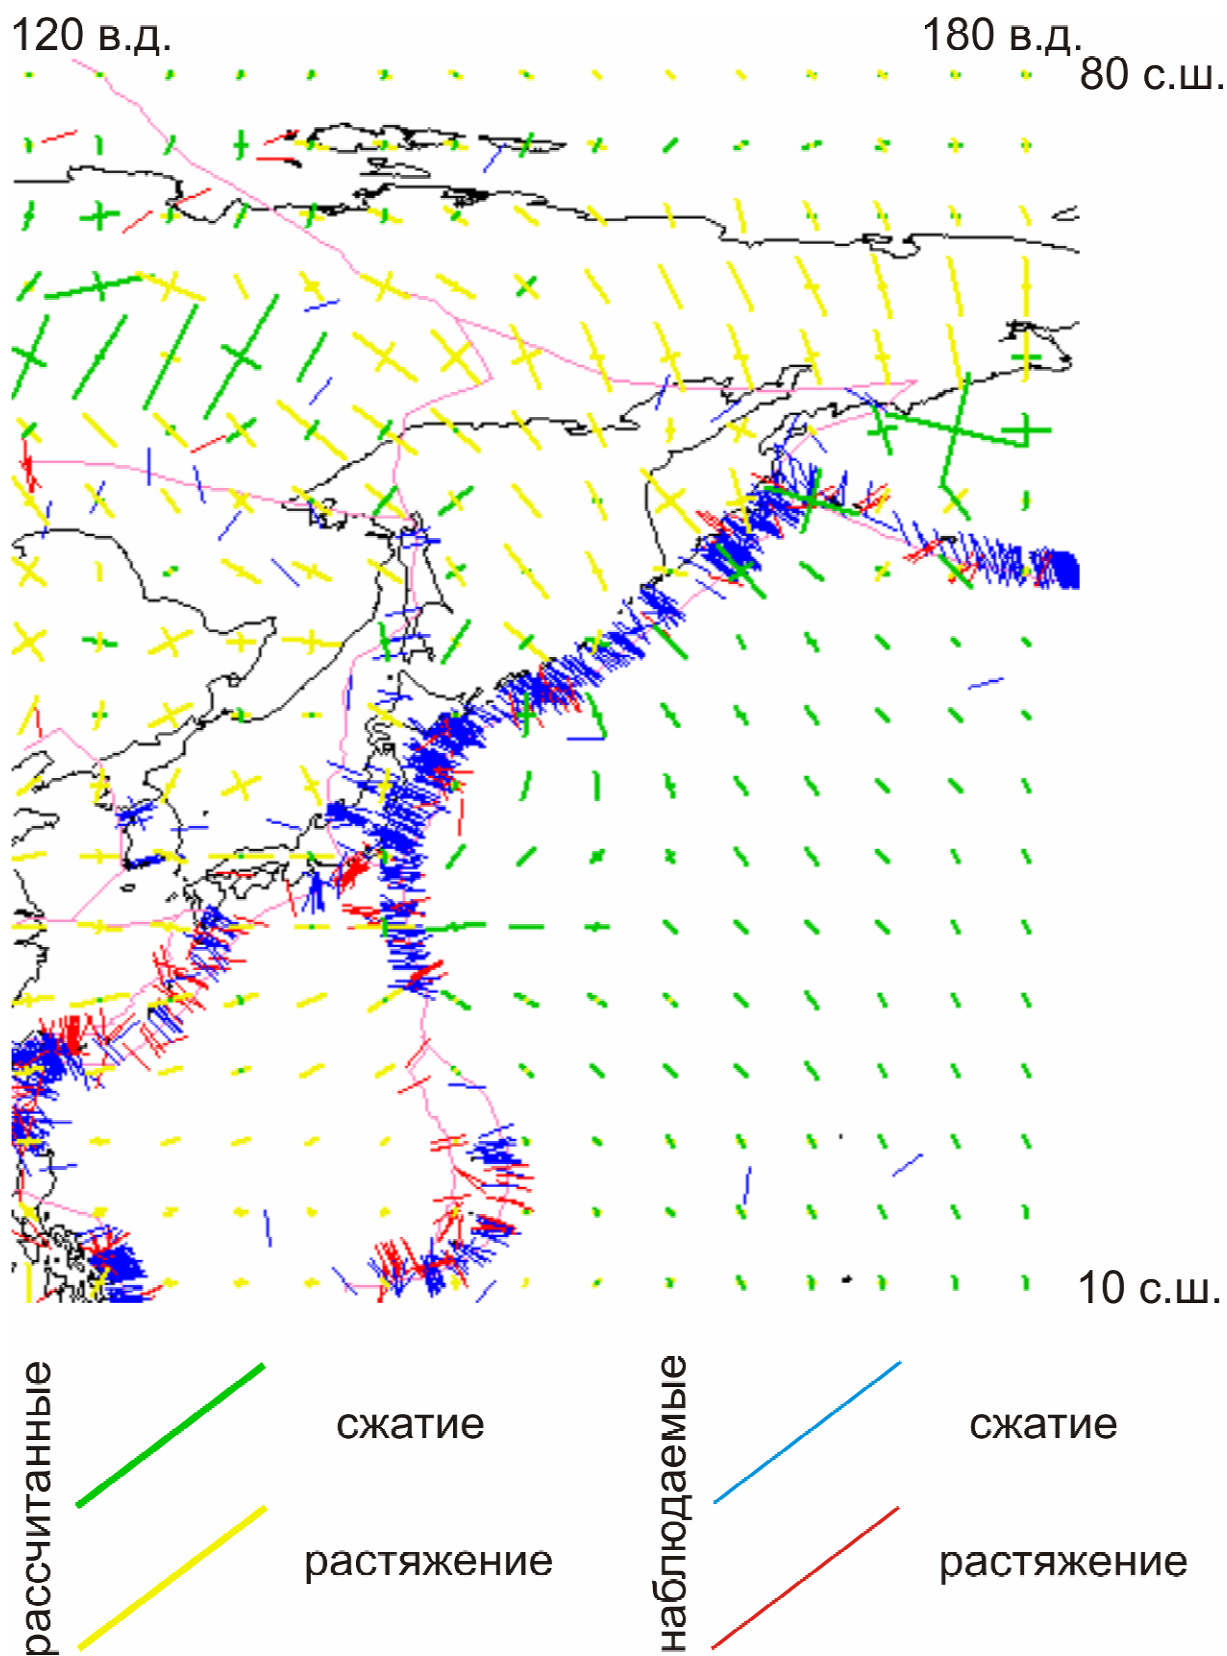 120 в.д.
180 в.д.
80 с.ш.
10 с.ш.
рассчитанные
сжатие
растяжение
наблюдаемые
сжатие
растяжение